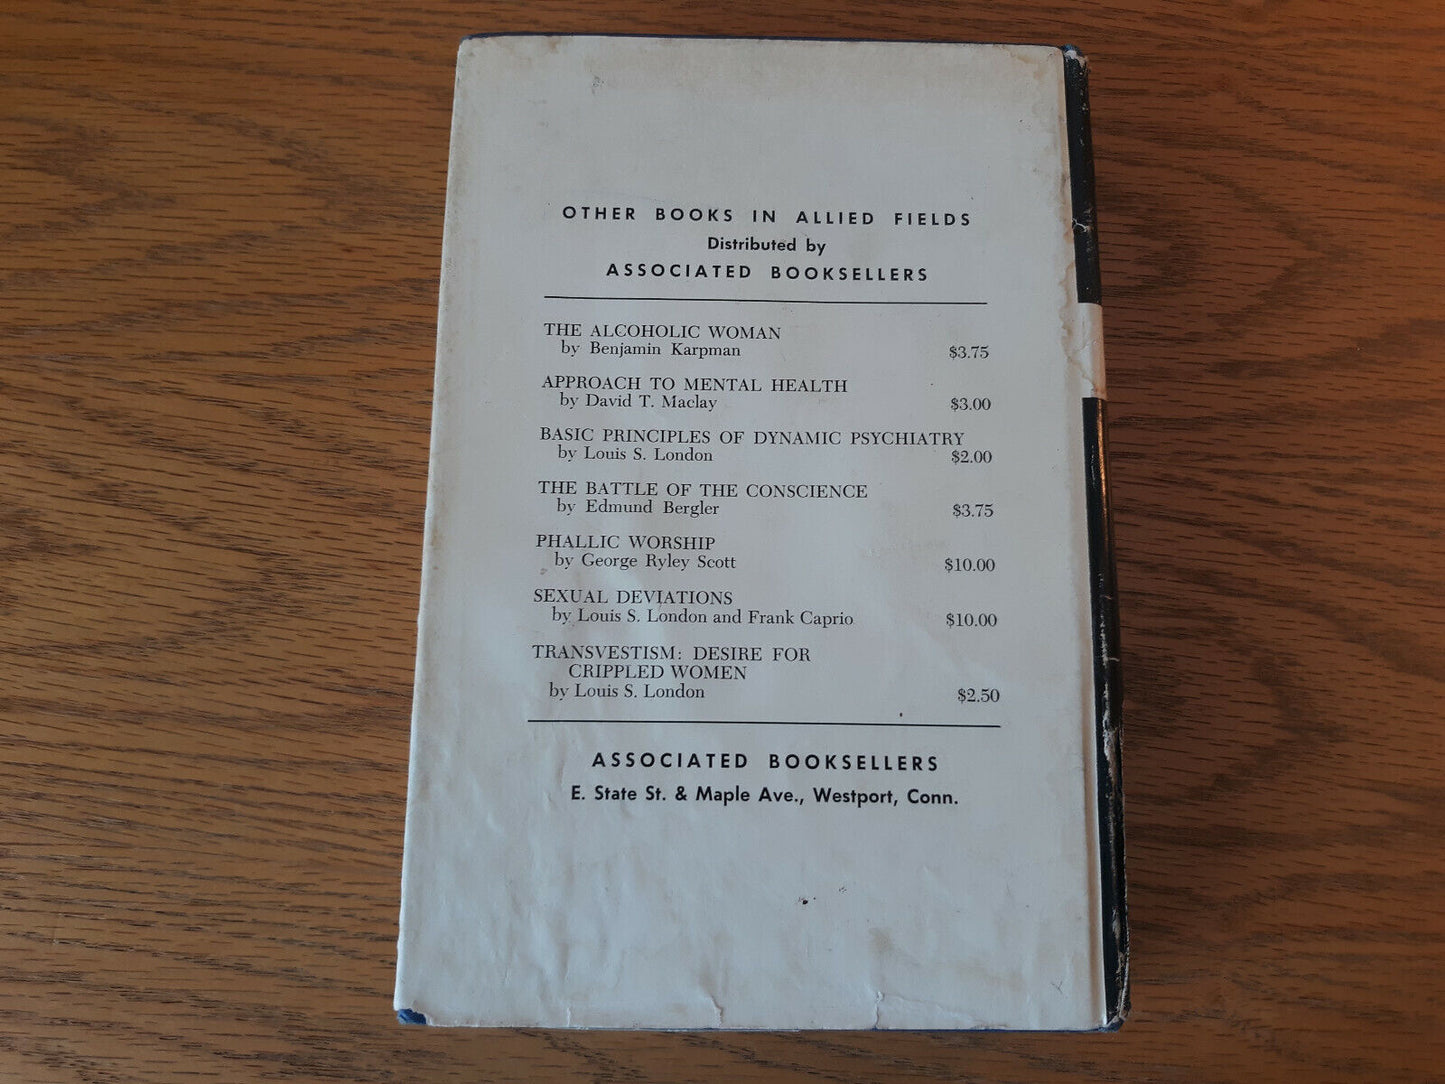 OTHER BOOKS IN ALLIED FIELDS
Distributed by
ASSOCIATED BOOKSELLERS
THE ALCOHOLIC WOMAN
by Benjamin Karpman $3.75
APPROACH TO MENTAL HEALTH
by David T. Maclay $3.00
BASIC PRINCIPLES OF DYNAMIC PSYCHIATRY
by Louis S. London $2.00
THE BATTLE OF THE CONSCIENCE
by Edmund Bergler $3.75
PHALLIC WORSHIP
by George Ryley Scott $10.00
SEXUAL DEVIATIONS
by Louis S. London and Frank Caprio $10.00
TRANSVESTISM: DESIRE FOR
CRIPPLED WOMEN
by Louis S. London $2.50
ASSOCIATED BOOKSELLERS
E. State St. & Maple Ave., Westport, Conn.